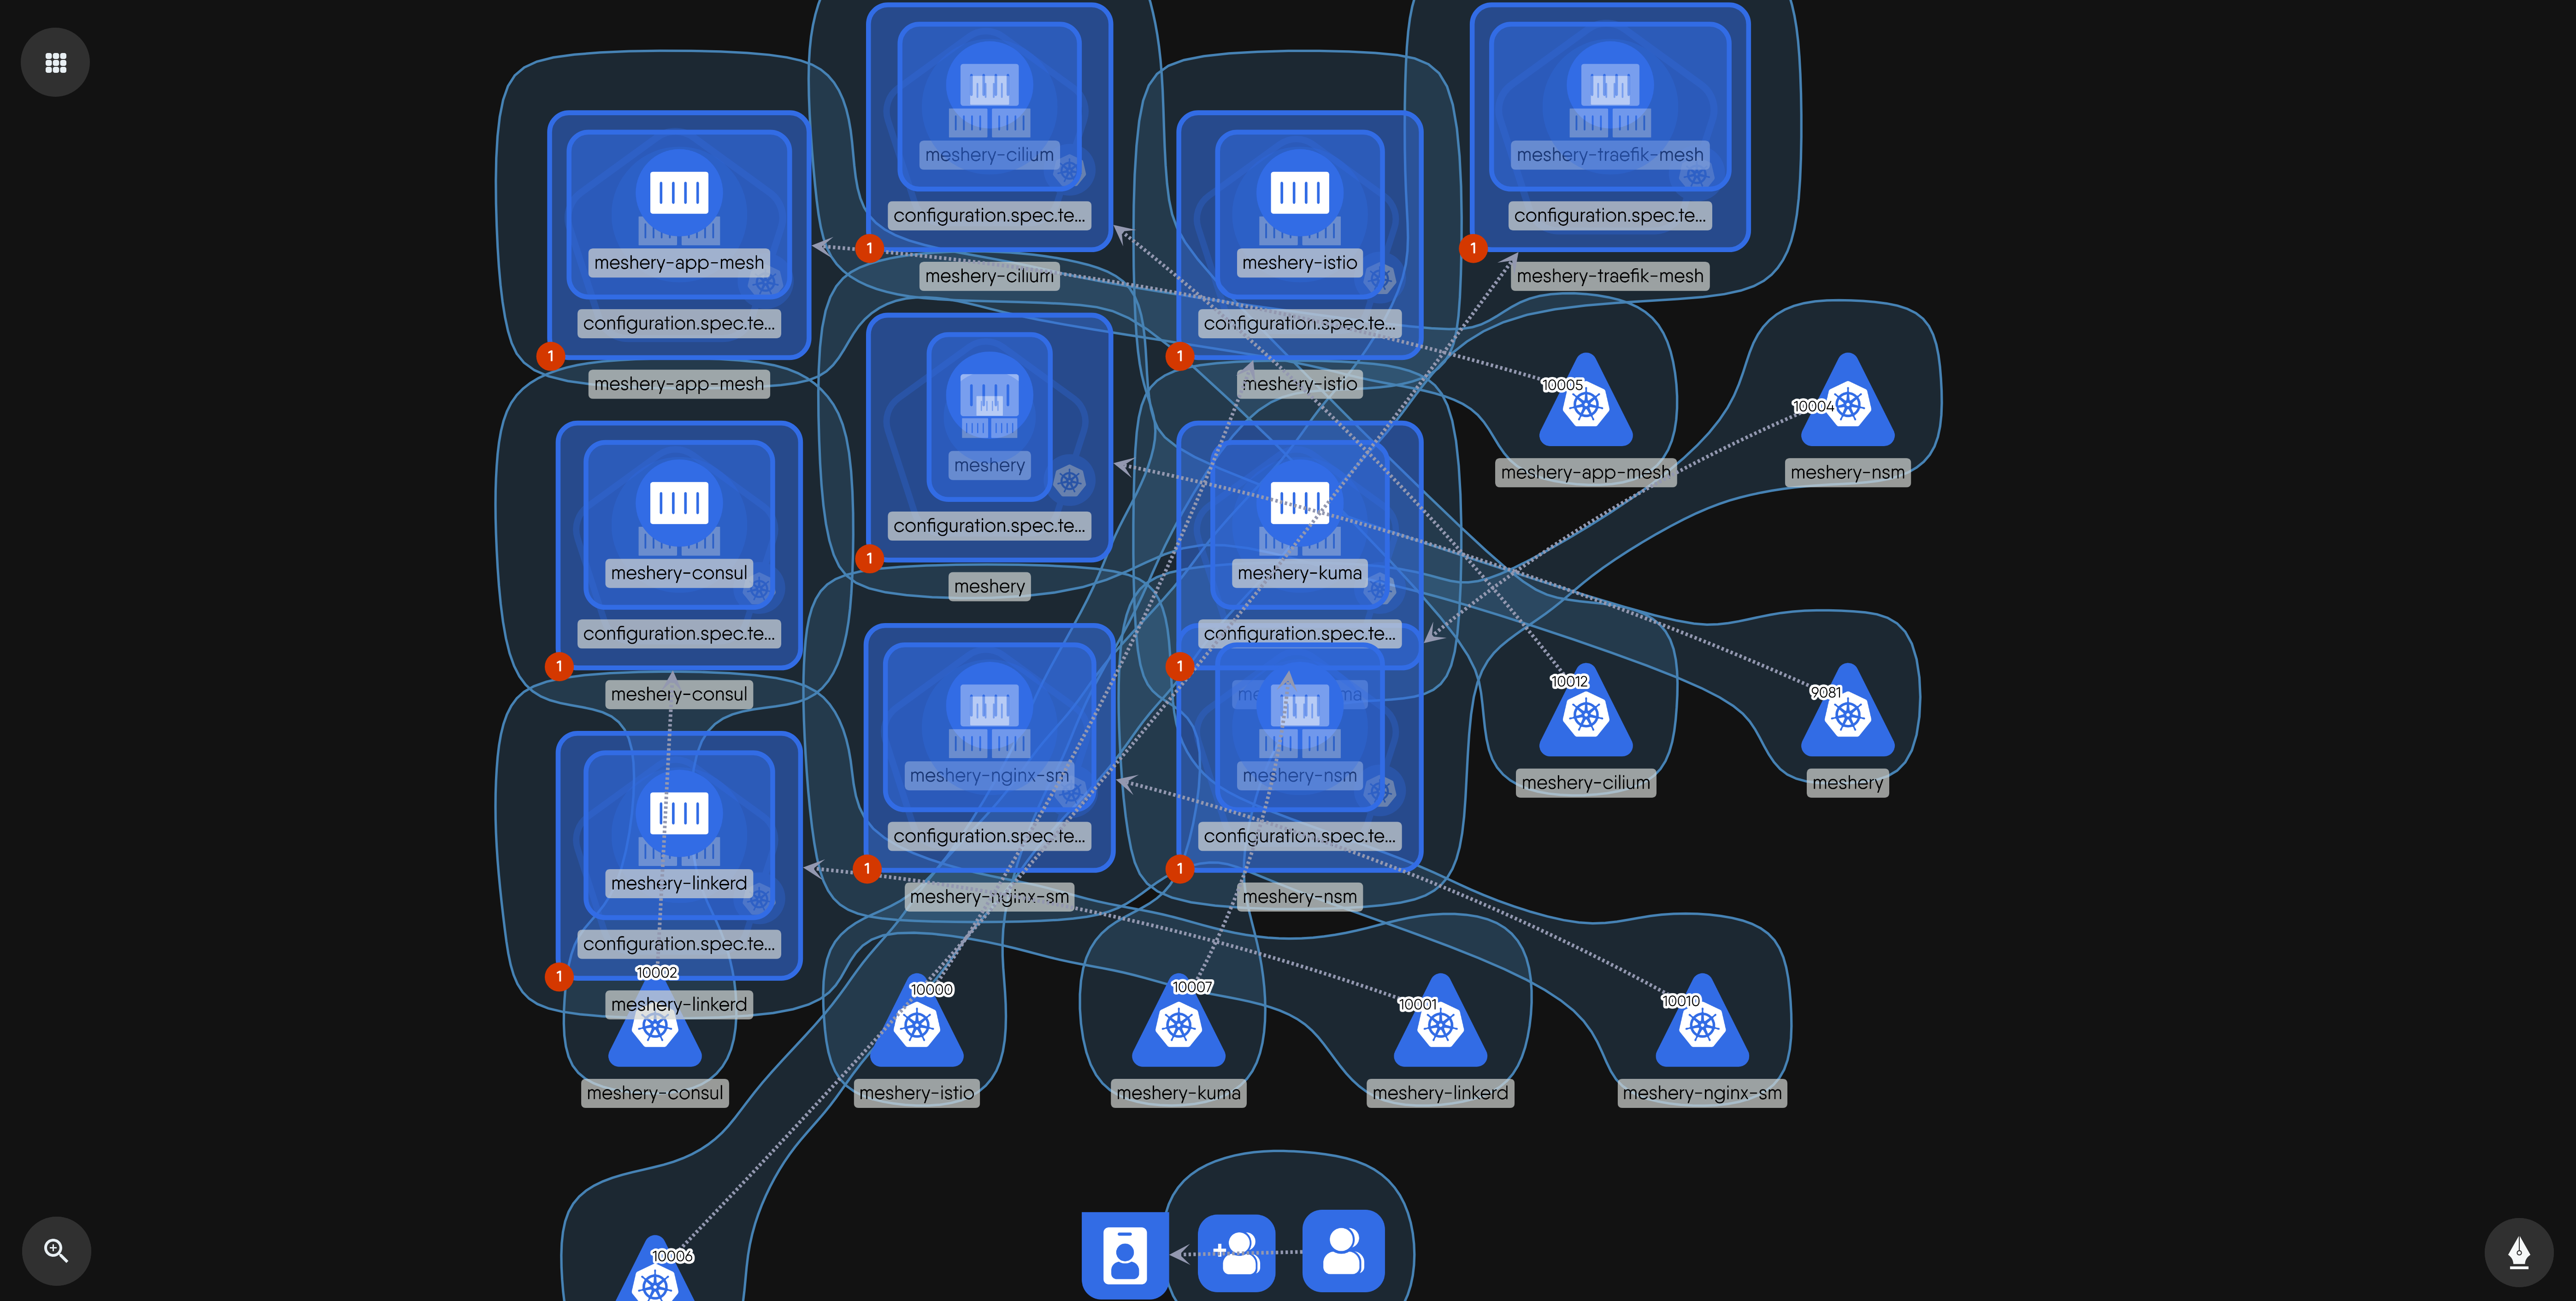 meshery-cilium
configuration.spec.te...
1
meshery-cilium
meshery-traefik-mesh
configuration.spec.te...
1
meshery-traefik-mesh
meshery-app-mesh
configuration.spec.te...
1
meshery-app-mesh
meshery-istio
configuration.spec.te...
1
meshery-istio
meshery
configuration.spec.te...
1
meshery
10005
meshery-app-mesh
10004
meshery-nsm
meshery-consul
configuration.spec.te...
1
meshery-consul
meshery-kuma
configuration.spec.te...
1
meshery-nginx-sm
configuration.spec.te...
1
meshery-nginx-sm
meshery-nsm
configuration.spec.te...
1
meshery-nsm
10012
meshery-cilium
9081
meshery
meshery-linkerd
configuration.spec.te...
1
meshery-linkerd
10002
meshery-consul
10000
meshery-istio
10007
meshery-kuma
10001
meshery-linkerd
10010
meshery-nginx-sm
10006